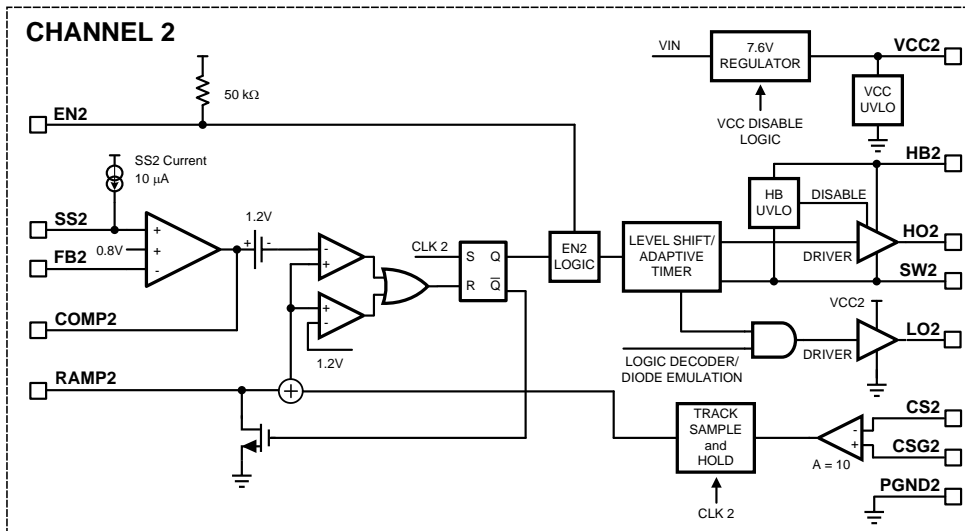 CHANNEL 2
VIN
7.6V
REGULATOR
VCC2
VCC
UVLO
VCC DISABLE
LOGIC
50 kΩ
EN2
SS2 Current
10 μA
SS2
0.8V
FB2
COMP2
RAMP2
+
+
-
1.2V
+ -
-
+
+
-
1.2V
+
CLK 2
S Q
R Q̅
EN2
LOGIC
LEVEL SHIFT/
ADAPTIVE
TIMER
HB
UVLO
DISABLE
DRIVER
HB2
HO2
SW2
VCC2
LO2
DRIVER
LOGIC DECODER/
DIODE EMULATION
TRACK
SAMPLE
and
HOLD
CLK 2
A = 10
-
+
CS2
CSG2
PGND2